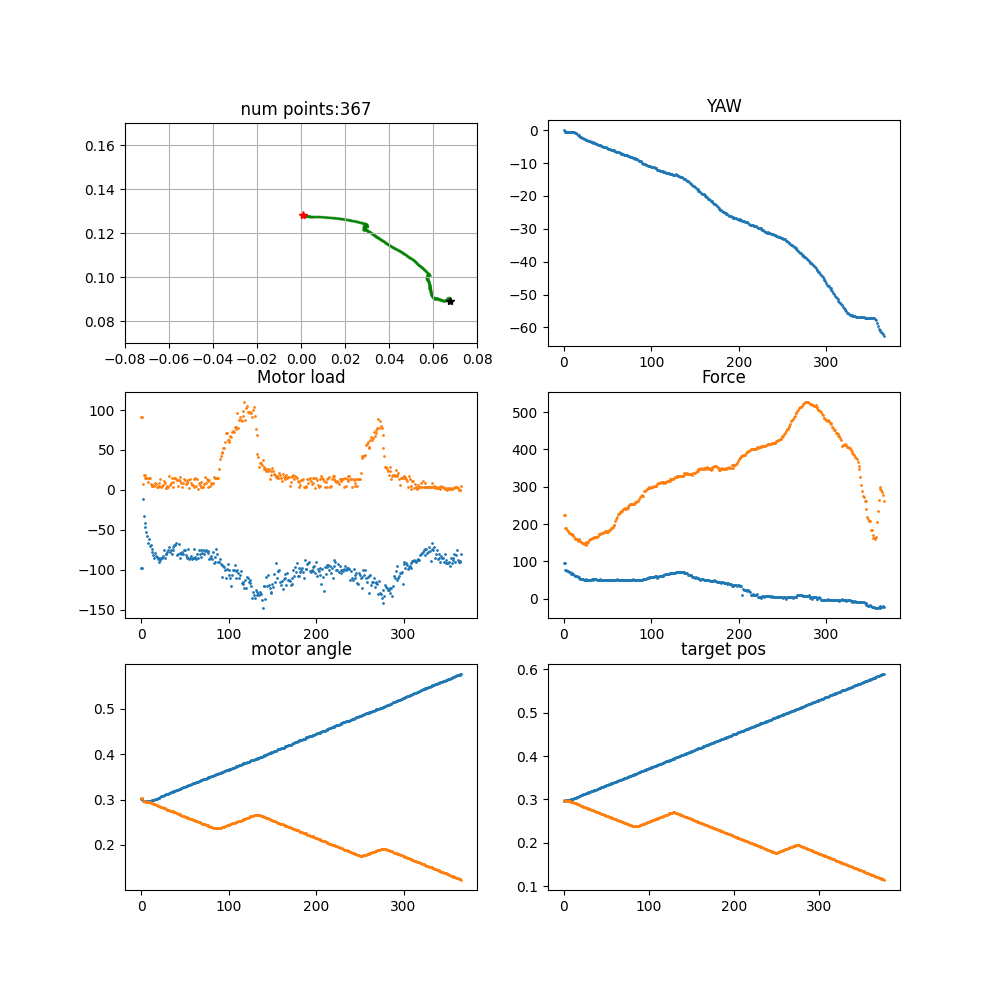 num points:367
0.16
0.14
0.12
0.10
0.08
−0.08 −0.06 −0.04 −0.02 0.00 0.02 0.04 0.06 0.08
YAW
0
−10
−20
−30
−40
−50
−60
0 100 200 300
Motor load
100
50
0
−50
−100
−150
0 100 200 300
Force
500
400
300
200
100
0
0 100 200 300
motor angle
0.5
0.4
0.3
0.2
0 100 200 300
target pos
0.6
0.5
0.4
0.3
0.2
0.1
0 100 200 300